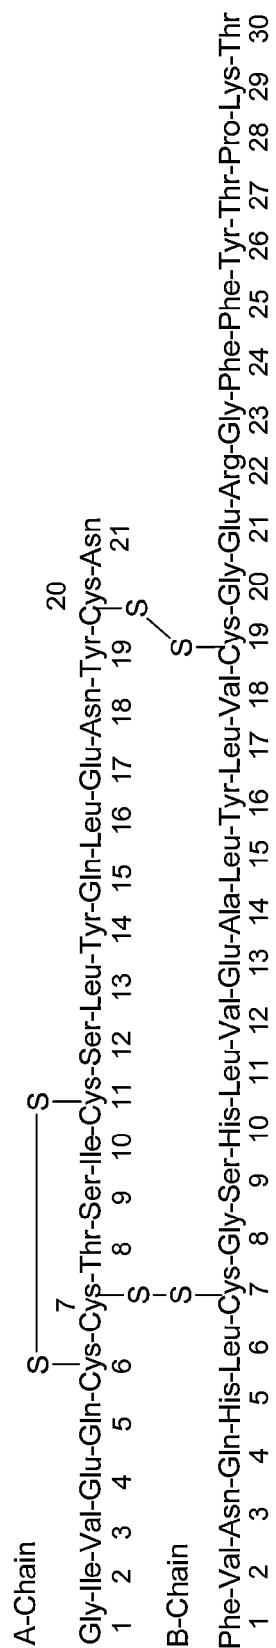 A-Chain
S S
7 20
Gly-Ile-Val-Glu-Gln-Cys-Cys-Thr-Ser-Ile-Cys-Ser-Leu-Tyr-Gln-Leu-Glu-Asn-Tyr-Cys-Asn
1 2 3 4 5 6 8 9 10 11 12 13 14 15 16 17 18 19 21
S S
B-Chain
S S
Phe-Val-Asn-Gln-His-Leu-Cys-Gly-Ser-His-Leu-Val-Glu-Ala-Leu-Tyr-Leu-Val-Cys-Gly-Glu-Arg-Gly-Phe-Phe-Tyr-Thr-Pro-Lys-Thr
1 2 3 4 5 6 7 8 9 10 11 12 13 14 15 16 17 18 19 20 21 22 23 24 25 26 27 28 29 30